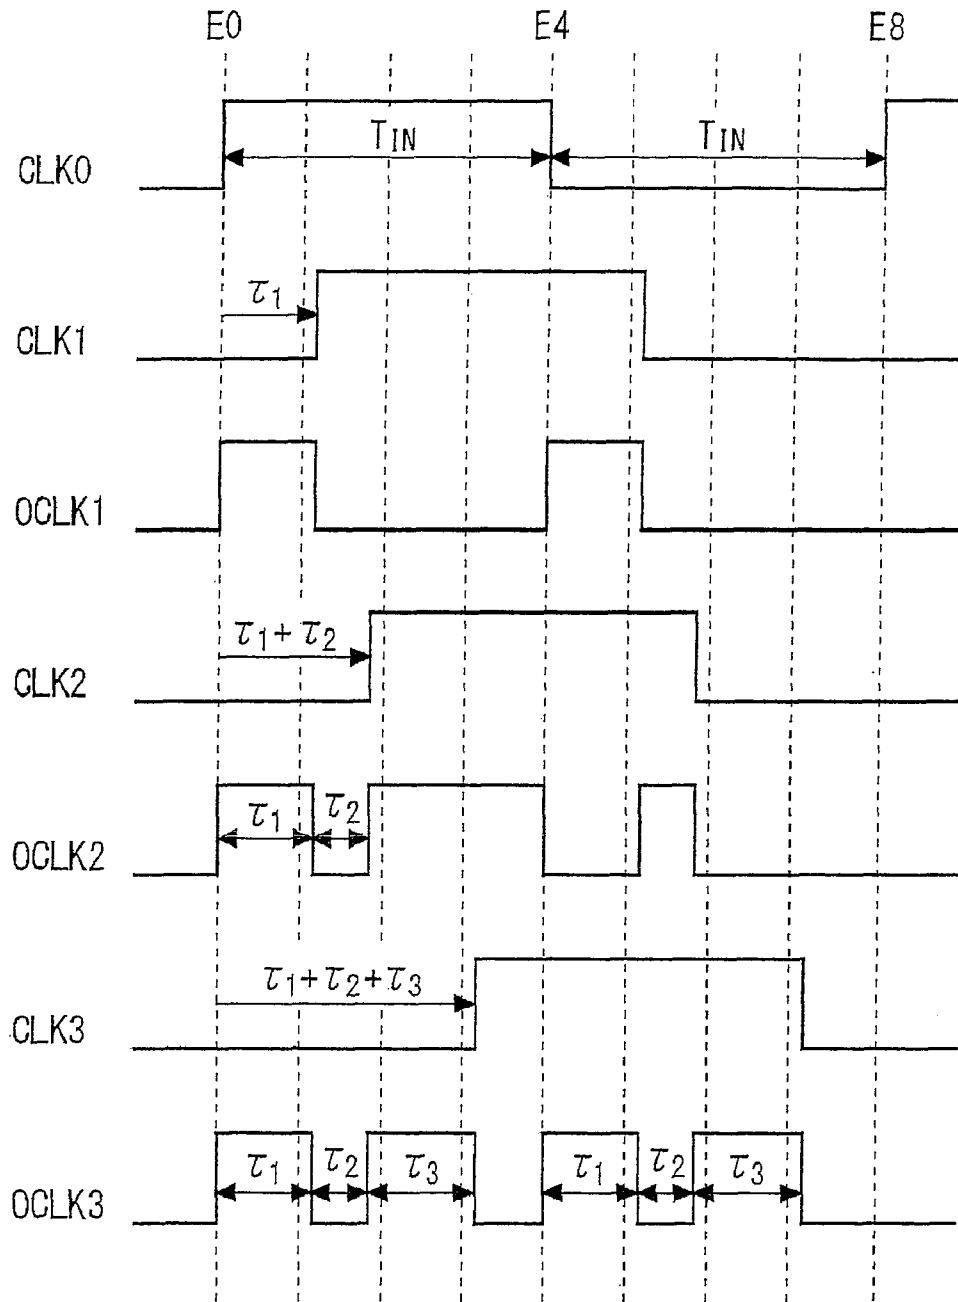 E0 E4 E8
CLK0 TIN TIN
CLK1 τ1
OCLK1
CLK2 τ1+τ2
OCLK2 τ1 τ2
CLK3 τ1+τ2+τ3
OCLK3 τ1 τ2 τ3 τ1 τ2 τ3